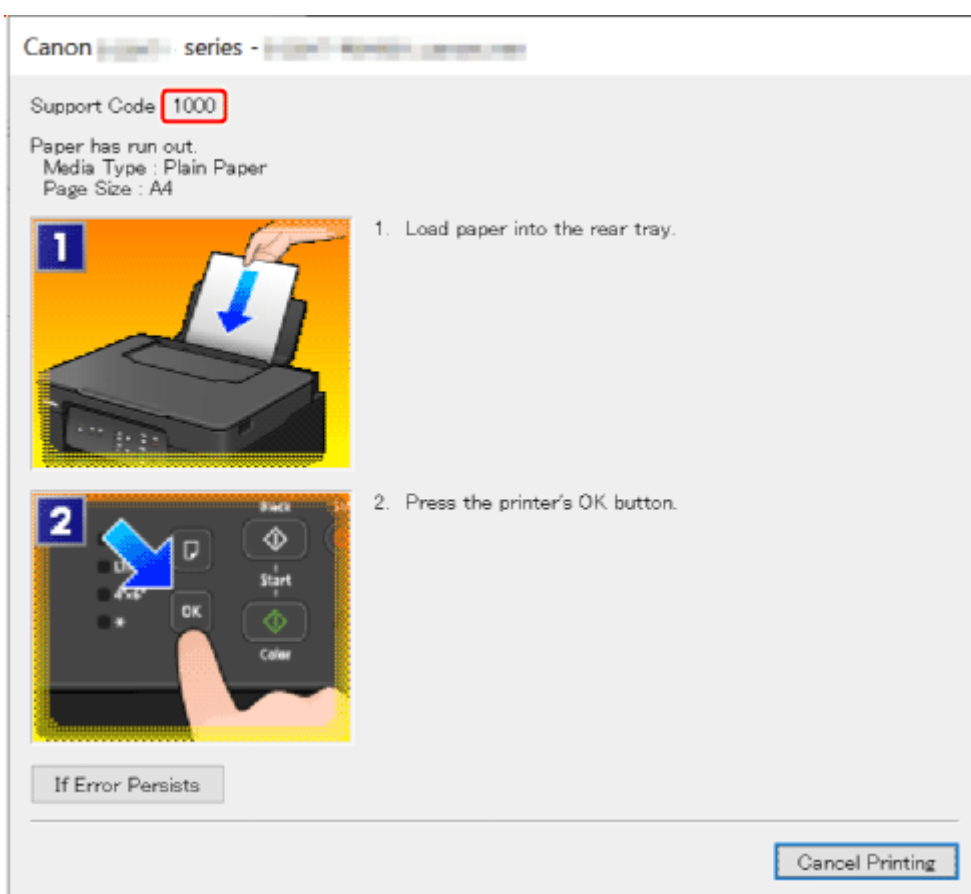 Canon series -
Support Code 1000
Paper has run out.
Media Type : Plain Paper
Page Size : A4
1
1. Load paper into the rear tray.
2
2. Press the printer's OK button.
Black
Start
4"x6"
OK
Color
If Error Persists
Cancel Printing